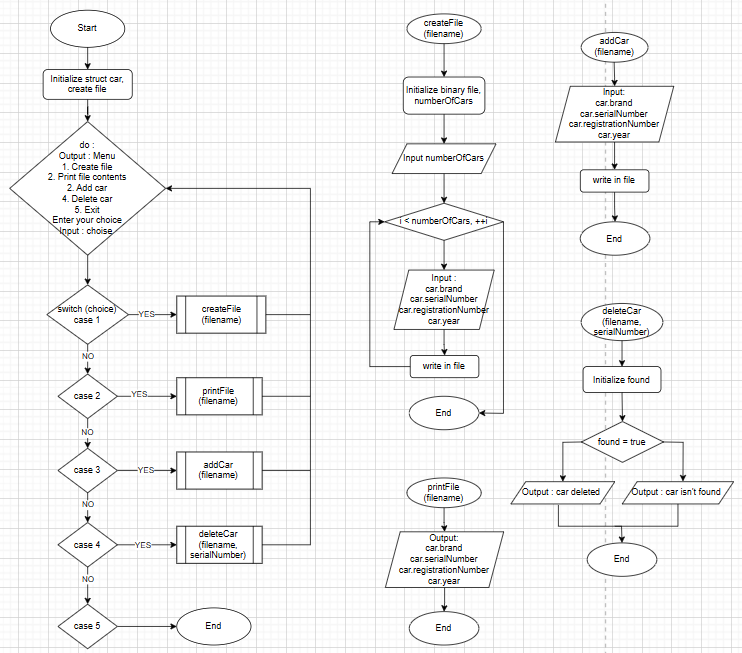 Start
Initialize struct car,
create file
do :
Output : Menu
1. Create file
2. Print file contents
2. Add car
4. Delete car
5. Exit
Enter your choice
Input : choise
switch (choice)
case 1
YES
createFile
(filename)
NO
case 2
YES
printFile
(filename)
NO
case 3
YES
addCar
(filename)
NO
case 4
YES
deleteCar
(filename,
serialNumber)
NO
case 5
End
createFile
(filename)
Initialize binary file,
numberOfCars
Input numberOfCars
i < numberOfCars, ++i
Input :
car.brand
car.serialNumber
car.registrationNumber
car.year
write in file
End
printFile
(filename)
Output:
car.brand
car.serialNumber
car.registrationNumber
car.year
End
addCar
(filename)
Input:
car.brand
car.serialNumber
car.registrationNumber
car.year
write in file
End
deleteCar
(filename,
serialNumber)
Initialize found
found = true
Output : car deleted
Output : car isn't found
End